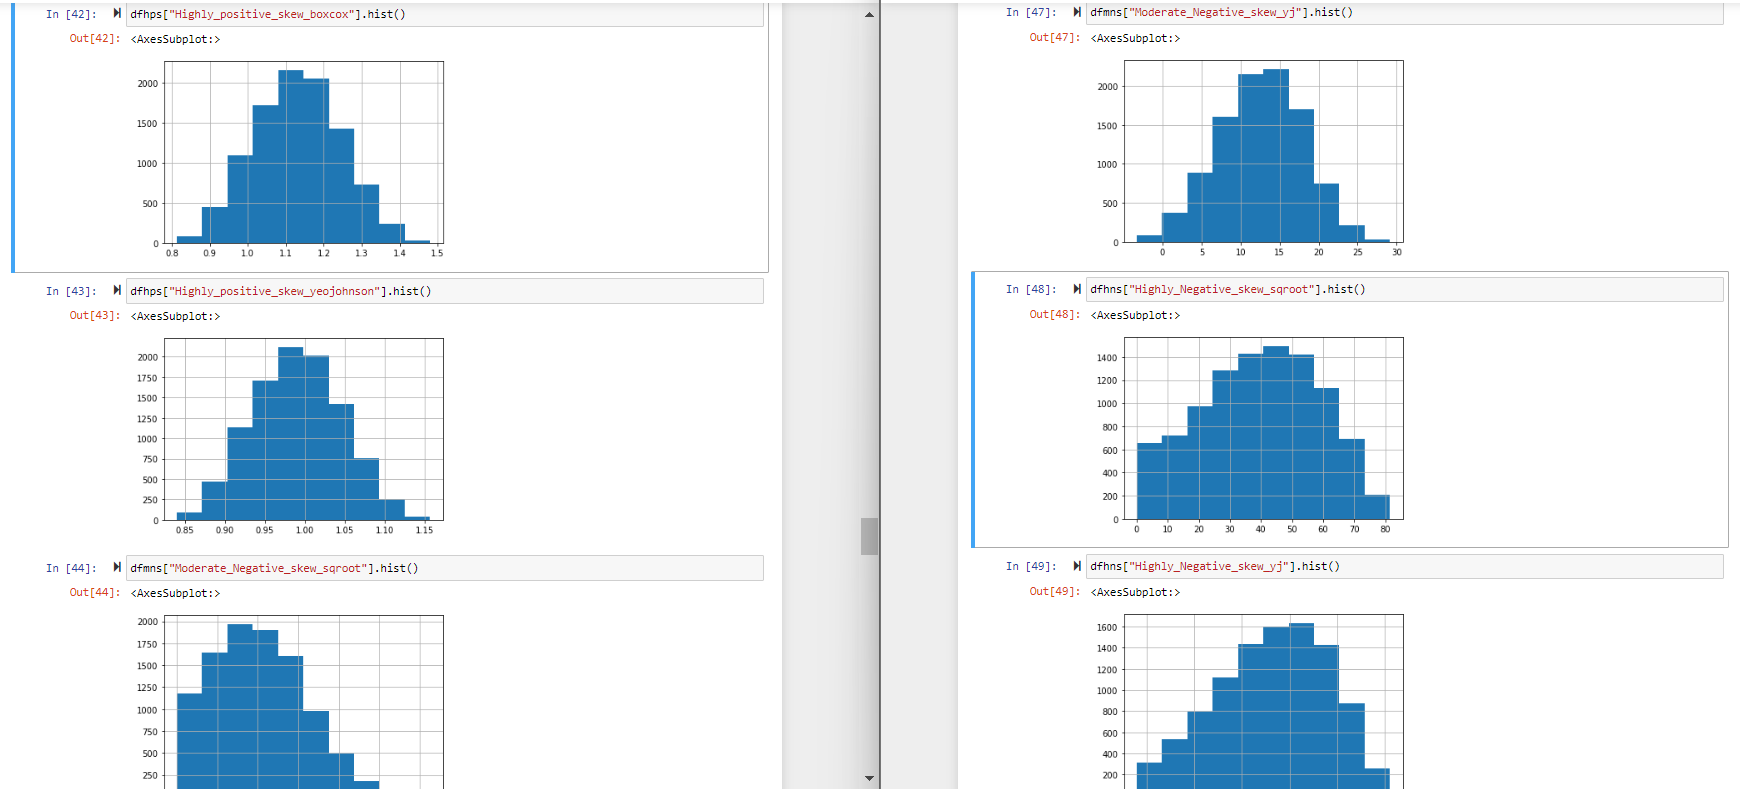 In [42]: dfhps["Highly_positive_skew_boxcox"].hist()
Out[42]: <AxesSubplot:>
2000
1500
1000
500
0
0.8 0.9 1.0 1.1 1.2 1.3 1.4 1.5
In [43]: dfhps["Highly_positive_skew_yeojohnson"].hist()
Out[43]: <AxesSubplot:>
2000
1750
1500
1250
1000
750
500
250
0
0.85 0.90 0.95 1.00 1.05 1.10 1.15
In [44]: dfmns["Moderate_Negative_skew_sqroot"].hist()
Out[44]: <AxesSubplot:>
2000
1750
1500
1250
1000
750
500
250
In [47]: dfmns["Moderate_Negative_skew_yj"].hist()
Out[47]: <AxesSubplot:>
2000
1500
1000
500
0
0 5 10 15 20 25 30
In [48]: dfhns["Highly_Negative_skew_sqroot"].hist()
Out[48]: <AxesSubplot:>
1400
1200
1000
800
600
400
200
0
0 10 20 30 40 50 60 70 80
In [49]: dfhns["Highly_Negative_skew_yj"].hist()
Out[49]: <AxesSubplot:>
1600
1400
1200
1000
800
600
400
200